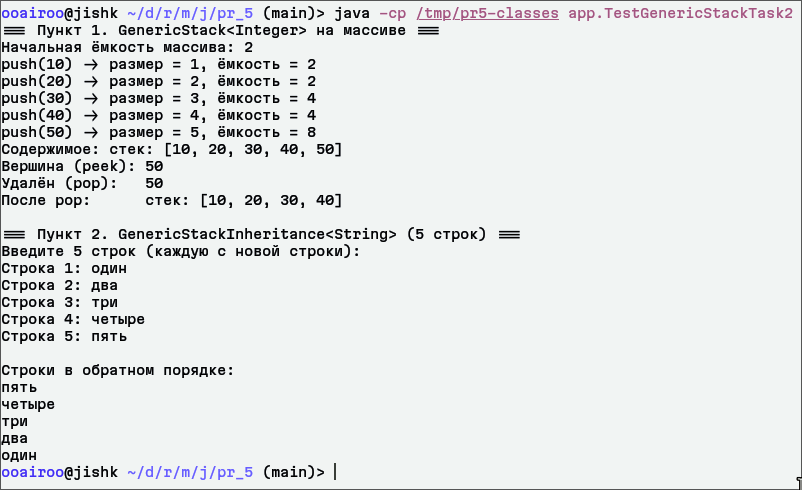 ooairoo@jishk ~/d/r/m/j/pr_5 (main)> java -cp /tmp/pr5-classes app.TestGenericStackTask2
=== Пункт 1. GenericStack<Integer> на массиве ===
Начальная ёмкость массива: 2
push(10) -> размер = 1, ёмкость = 2
push(20) -> размер = 2, ёмкость = 2
push(30) -> размер = 3, ёмкость = 4
push(40) -> размер = 4, ёмкость = 4
push(50) -> размер = 5, ёмкость = 8
Содержимое: стек: [10, 20, 30, 40, 50]
Вершина (peek): 50
Удалён (pop):   50
После pop:      стек: [10, 20, 30, 40]

=== Пункт 2. GenericStackInheritance<String> (5 строк) ===
Введите 5 строк (каждую с новой строки):
Строка 1: один
Строка 2: два
Строка 3: три
Строка 4: четыре
Строка 5: пять

Строки в обратном порядке:
пять
четыре
три
два
один
ooairoo@jishk ~/d/r/m/j/pr_5 (main)>